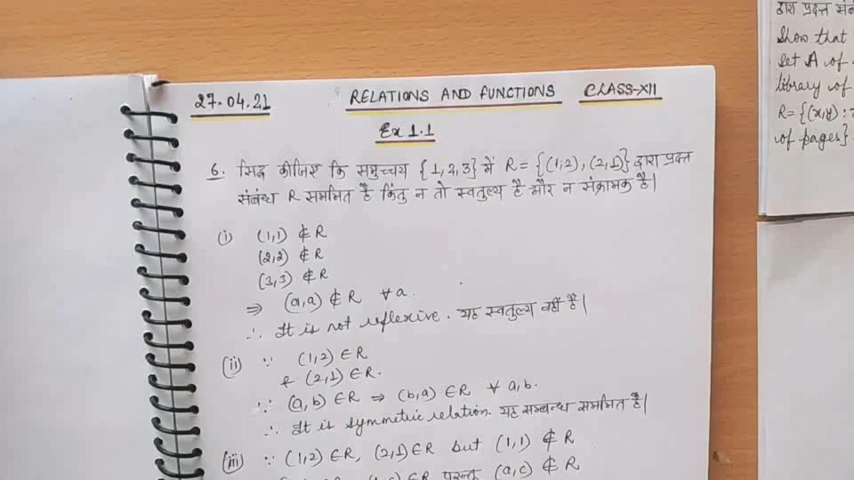 27.04.21 RELATIONS AND FUNCTIONS CLASS-XII
Ex 1.1
6. सिद्ध कीजिए कि समुच्चय {1,2,3} में R = {(1,2), (2,1)} द्वारा प्रदत्त
संबंध R सममित है किंतु न तो स्वतुल्य है और न संक्रामक है।
(i) (1,1) ∉ R
(2,2) ∉ R
(3,3) ∉ R
⇒ (a,a) ∉ R ∀ a.
∴ It is not reflexive. यह स्वतुल्य नहीं है।
(ii) ∵ (1,2) ∈ R
& (2,1) ∈ R.
∵ (a,b) ∈ R ⇒ (b,a) ∈ R ∀ a,b.
∴ It is symmetric relation. यह सम्बन्ध सममित है।
(iii) ∵ (1,2) ∈ R, (2,1) ∈ R but (1,1) ∉ R
∈ R परन्तु (a,c) ∉ R
द्वारा प्रदत्त
Show that
set A of
library of
R = {(x,y) :
of pages}